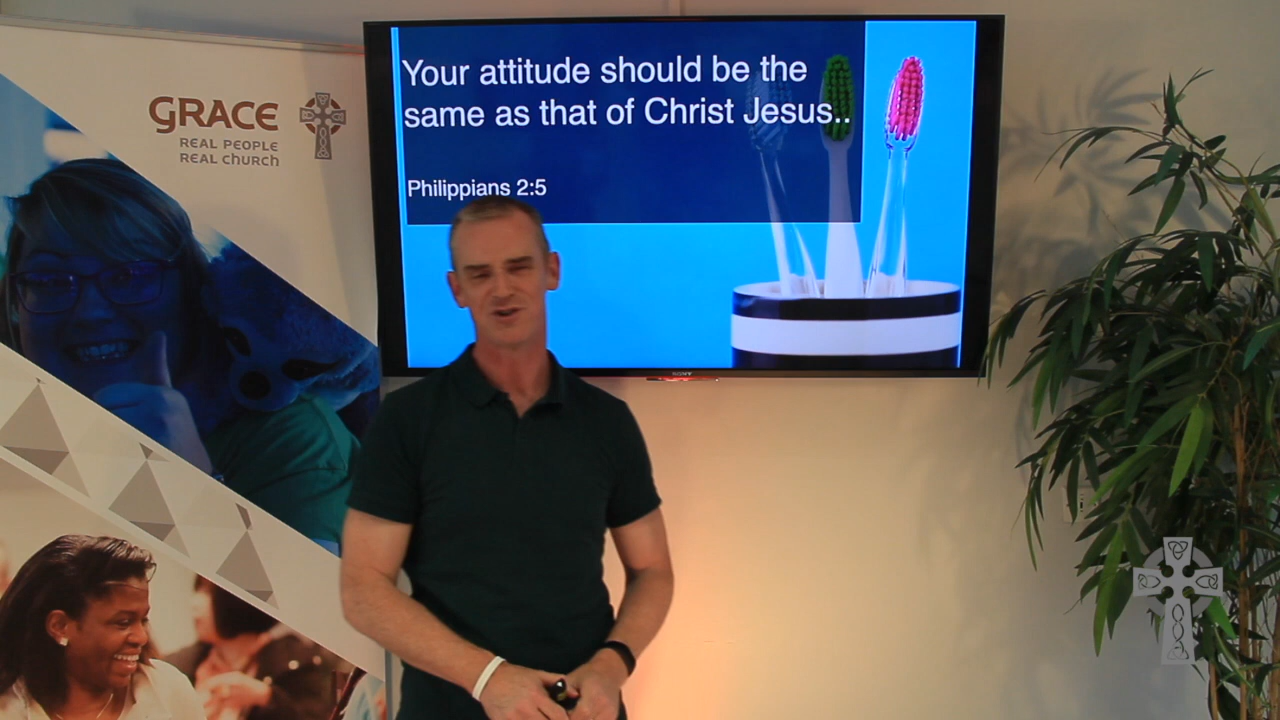 GRACE
REAL PEOPLE
REAL CHURCH
Your attitude should be the
same as that of Christ Jesus..
Philippians 2:5
SONY